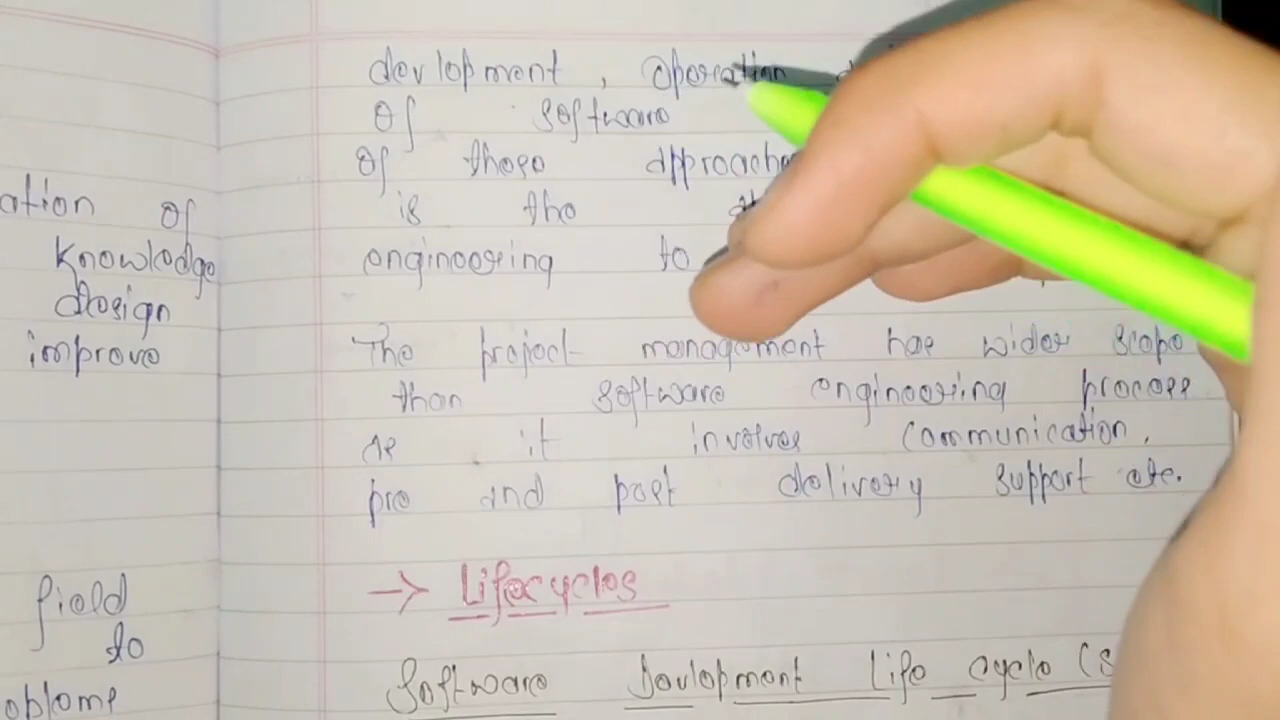 ation of
knowledge
design
improve
field
to
devlopment, operation
of software
of these approaches
is the
engineering to
The project management has wider scope
than software engineering process
as it involves communication,
pre and post delivery support etc.
→ Lifecycles
Software Devlopment Life Cycle (S